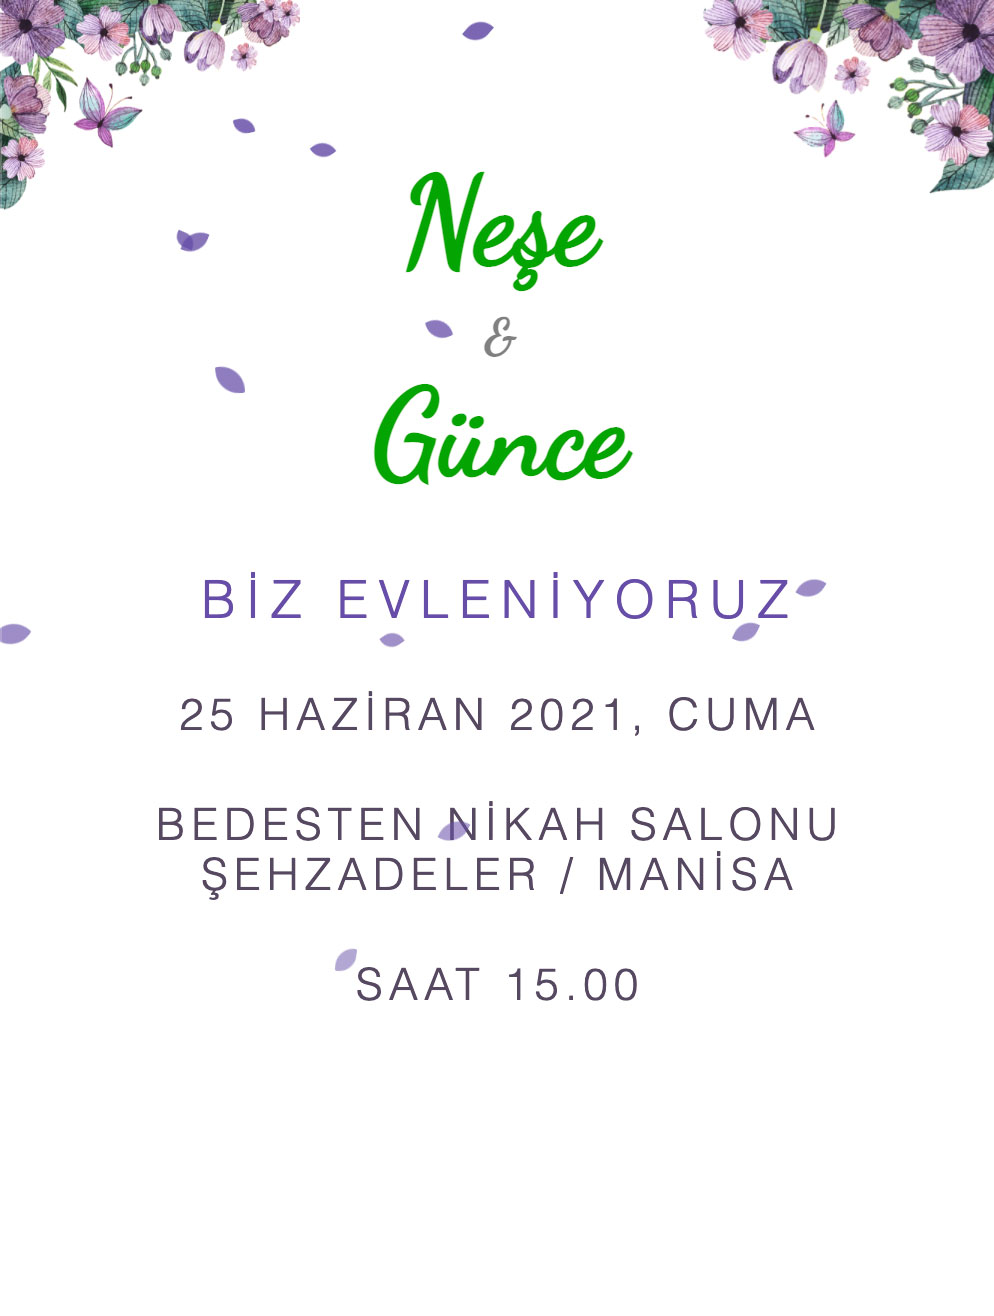 Neşe
&
Günce
BİZ EVLENİYORUZ
25 HAZİRAN 2021, CUMA
BEDESTEN NİKAH SALONU
ŞEHZADELER / MANİSA
SAAT 15.00